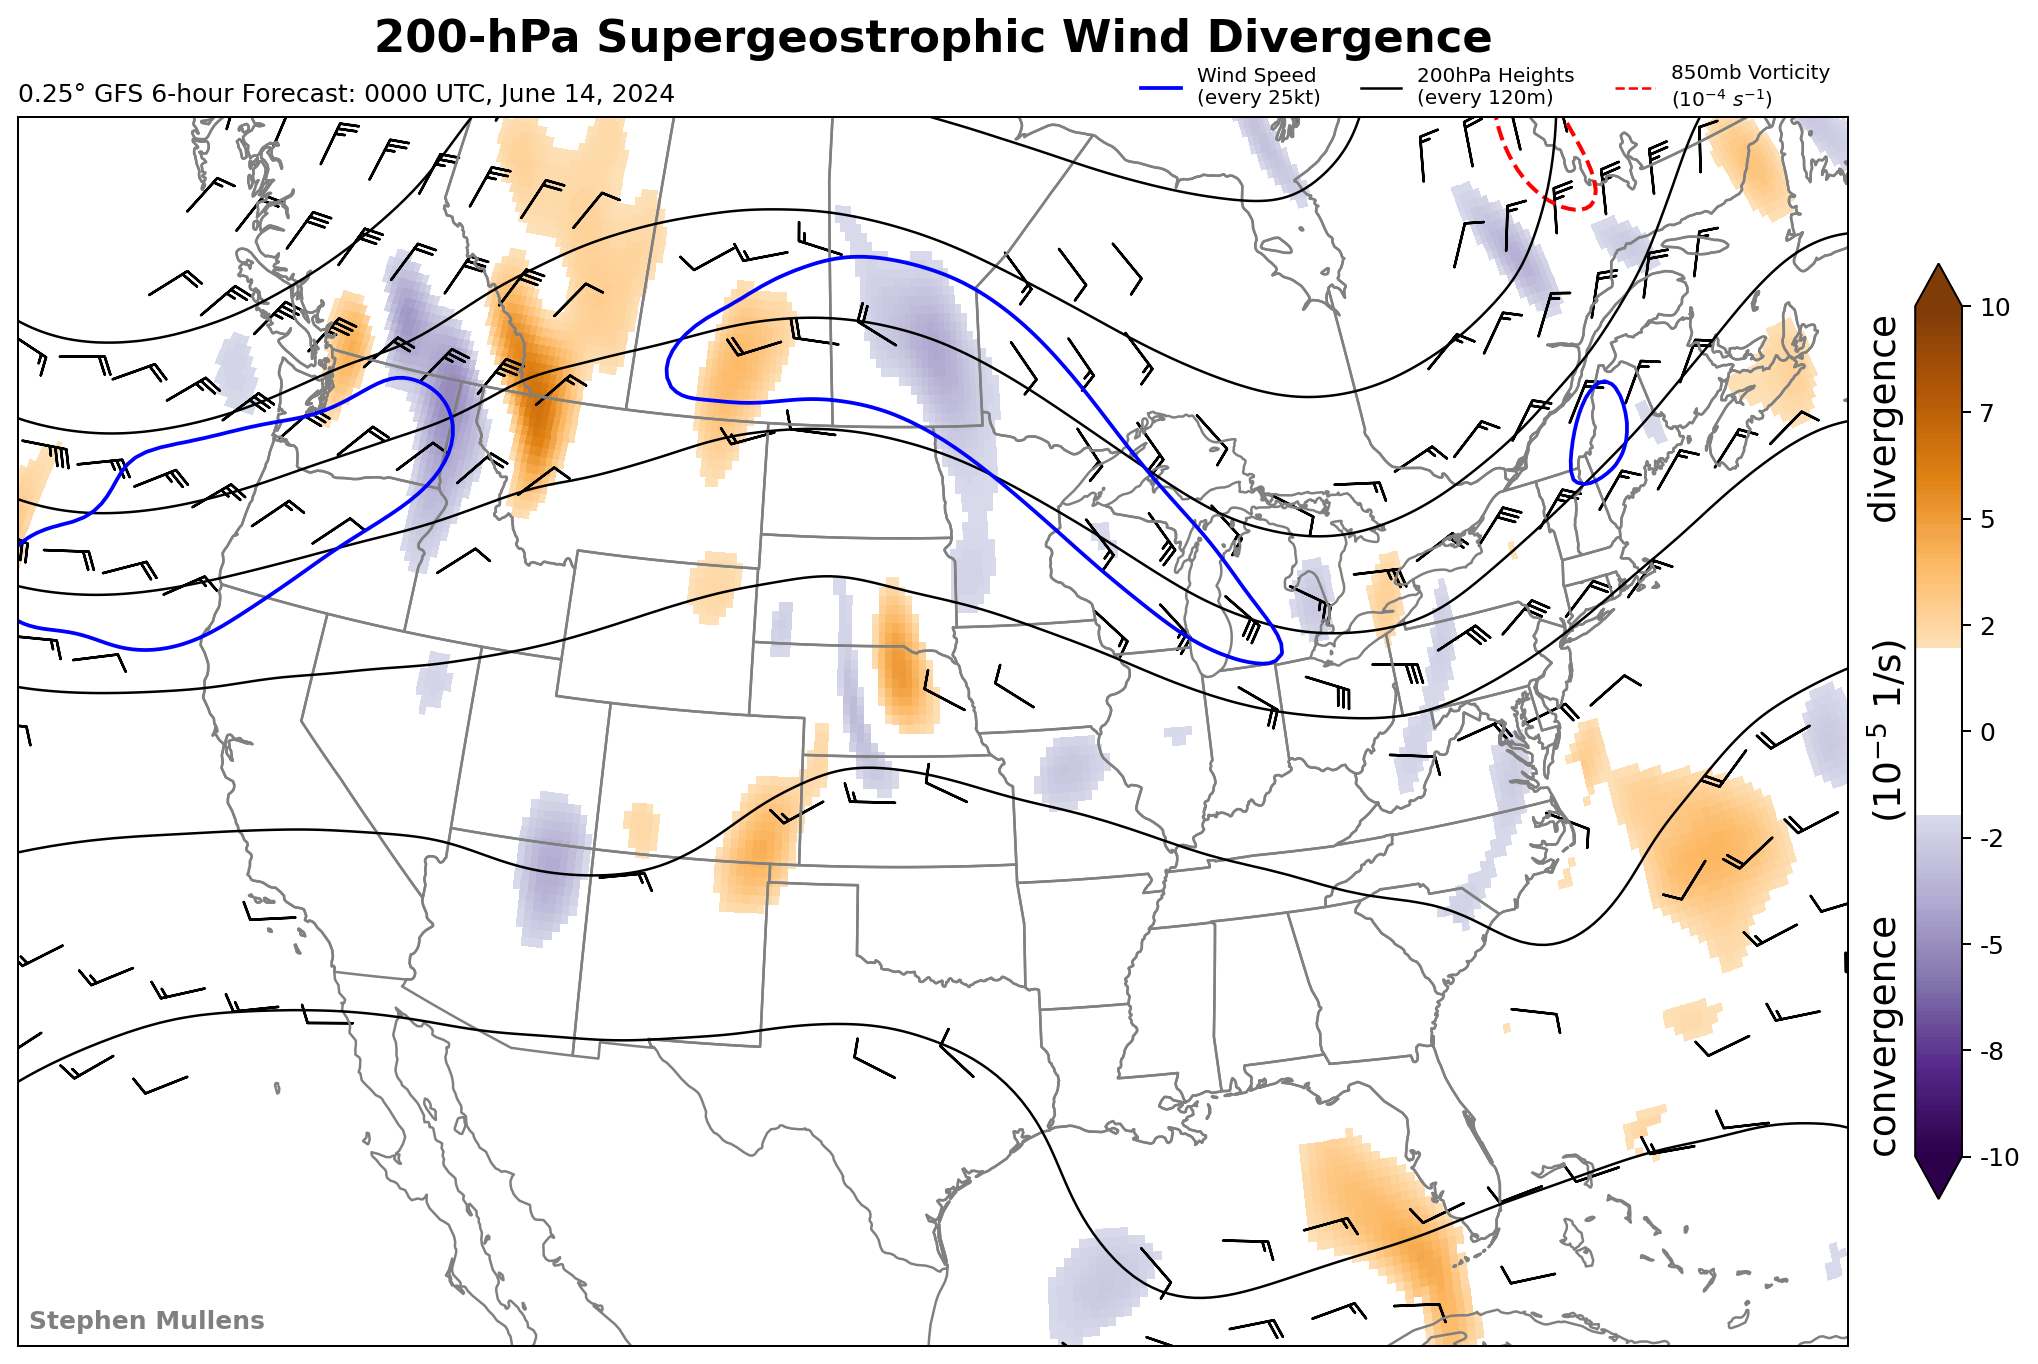 200-hPa Supergeostrophic Wind Divergence
0.25° GFS 6-hour Forecast: 0000 UTC, June 14, 2024
Wind Speed
(every 25kt)
200hPa Heights
(every 120m)
850mb Vorticity
(10⁻⁴ s⁻¹)
10
7
5
2
0
-2
-5
-8
-10
convergence (10⁻⁵ 1/s) divergence
Stephen Mullens